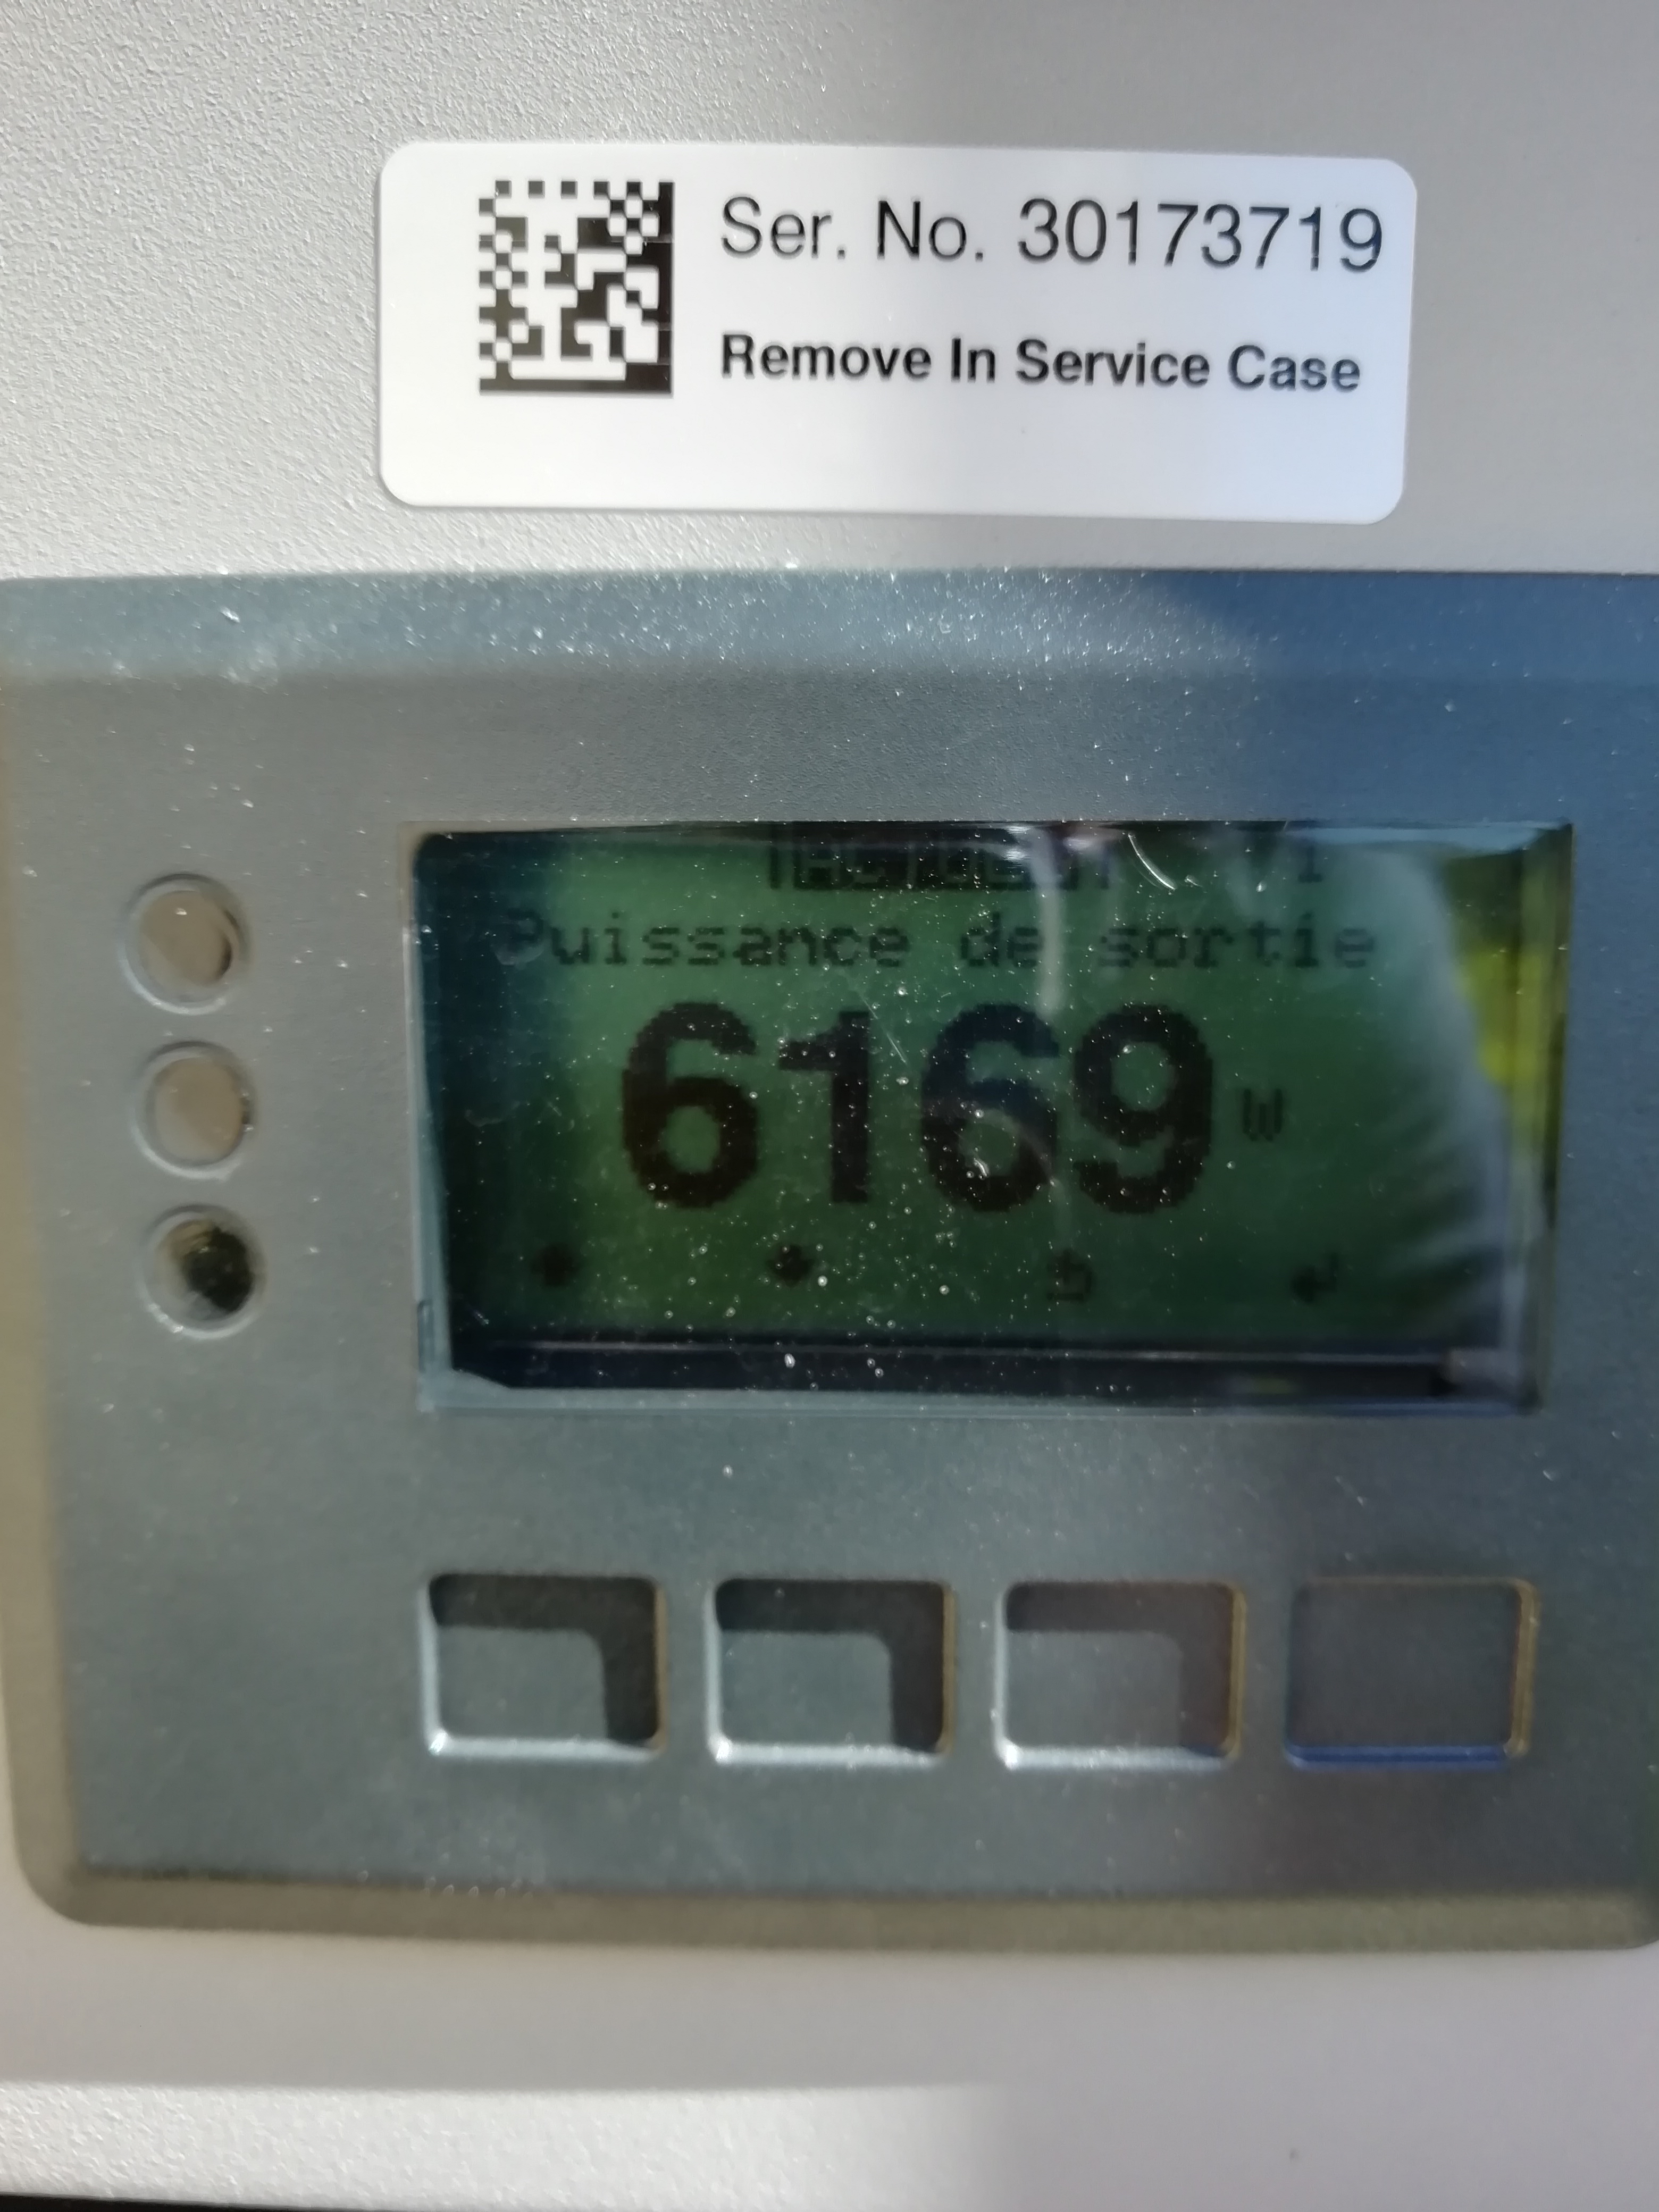 Ser. No. 30173719
Remove In Service Case
Puissance de sortie
6169 W